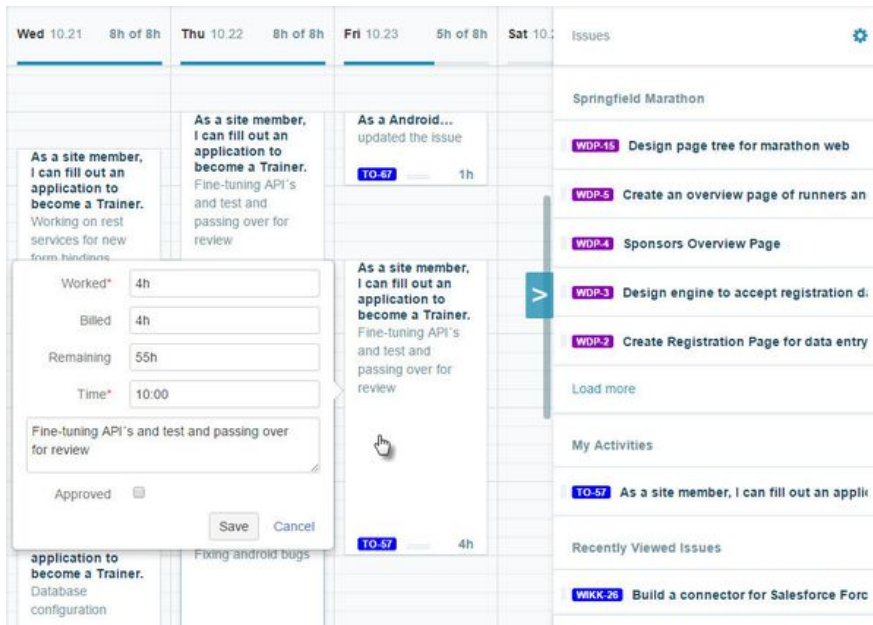 Wed 10.21 8h of 8h
Thu 10.22 8h of 8h
Fri 10.23 5h of 8h
Sat 10.
As a site member,
I can fill out an
application to
become a Trainer.
Working on rest
services for new
form bindings
As a site member,
I can fill out an
application to
become a Trainer.
Fine-tuning API´s
and test and
passing over for
review
As a Android...
updated the issue
TO-67 1h
As a site member,
I can fill out an
application to
become a Trainer.
Fine-tuning API´s
and test and
passing over for
review
TO-57 4h
Worked* 4h
Billed 4h
Remaining 55h
Time* 10:00
Fine-tuning API´s and test and passing over
for review
Approved
Save Cancel
application to
become a Trainer.
Database
configuration
Fixing android bugs
>
Issues
Springfield Marathon
WDP-15 Design page tree for marathon web
WDP-5 Create an overview page of runners an
WDP-4 Sponsors Overview Page
WDP-3 Design engine to accept registration d
WDP-2 Create Registration Page for data entry
Load more
My Activities
TO-57 As a site member, I can fill out an appli
Recently Viewed Issues
WIKK-26 Build a connector for Salesforce Forc